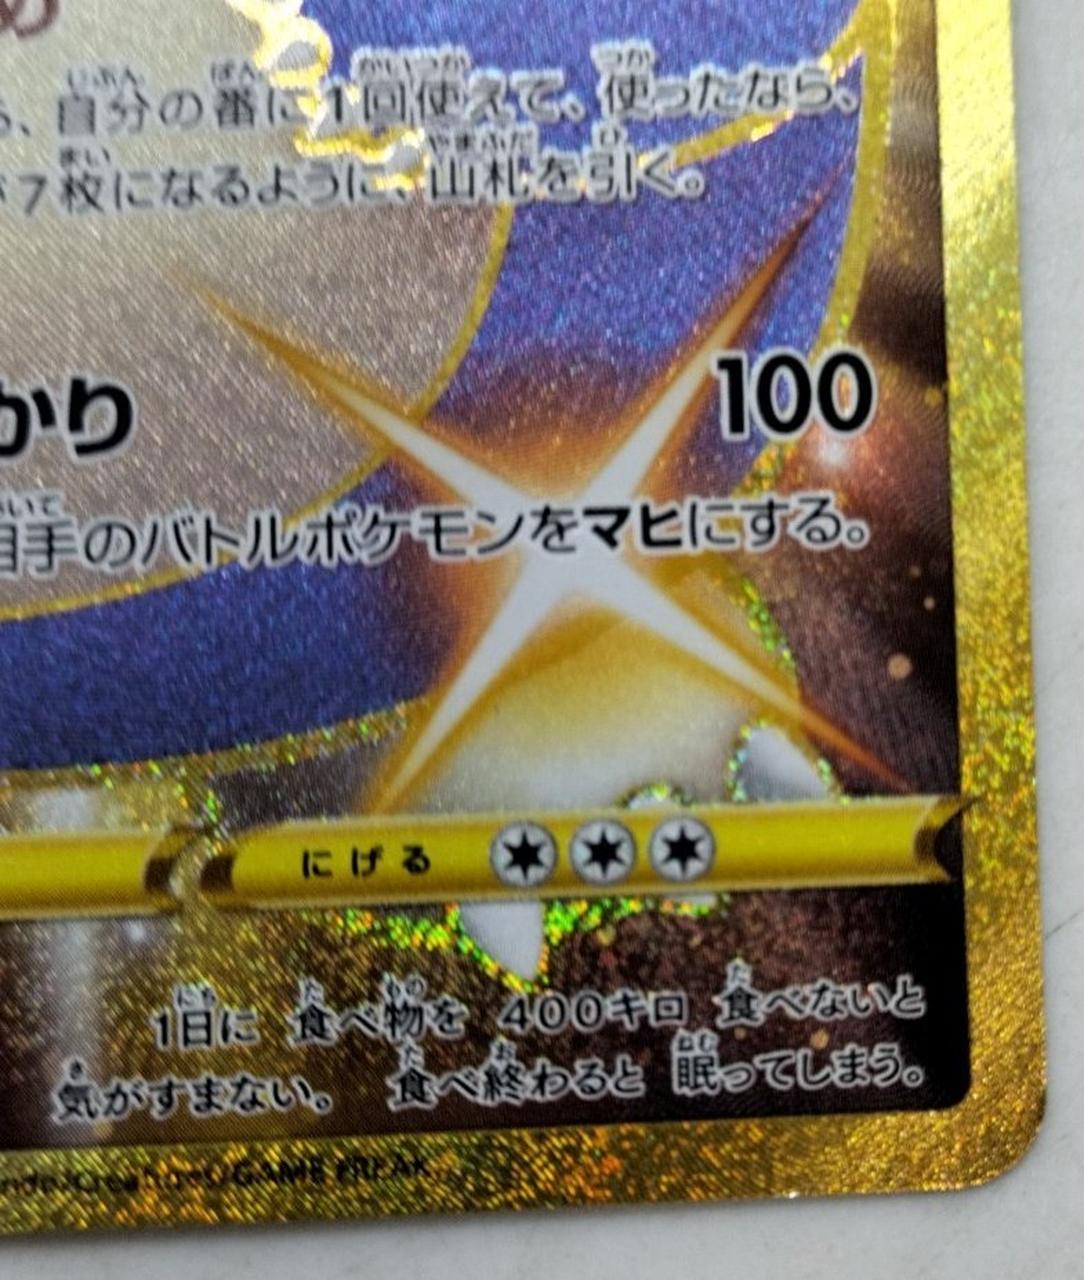 ら、自分の番に1回使えて、使ったなら、
が7枚になるように、山札を引く。
かり
100
相手のバトルポケモンをマヒにする。
にげる
1日に 食べ物を 400キロ 食べないと
気がすまない。 食べ終わると 眠ってしまう。
Creatures/GAME FREAK